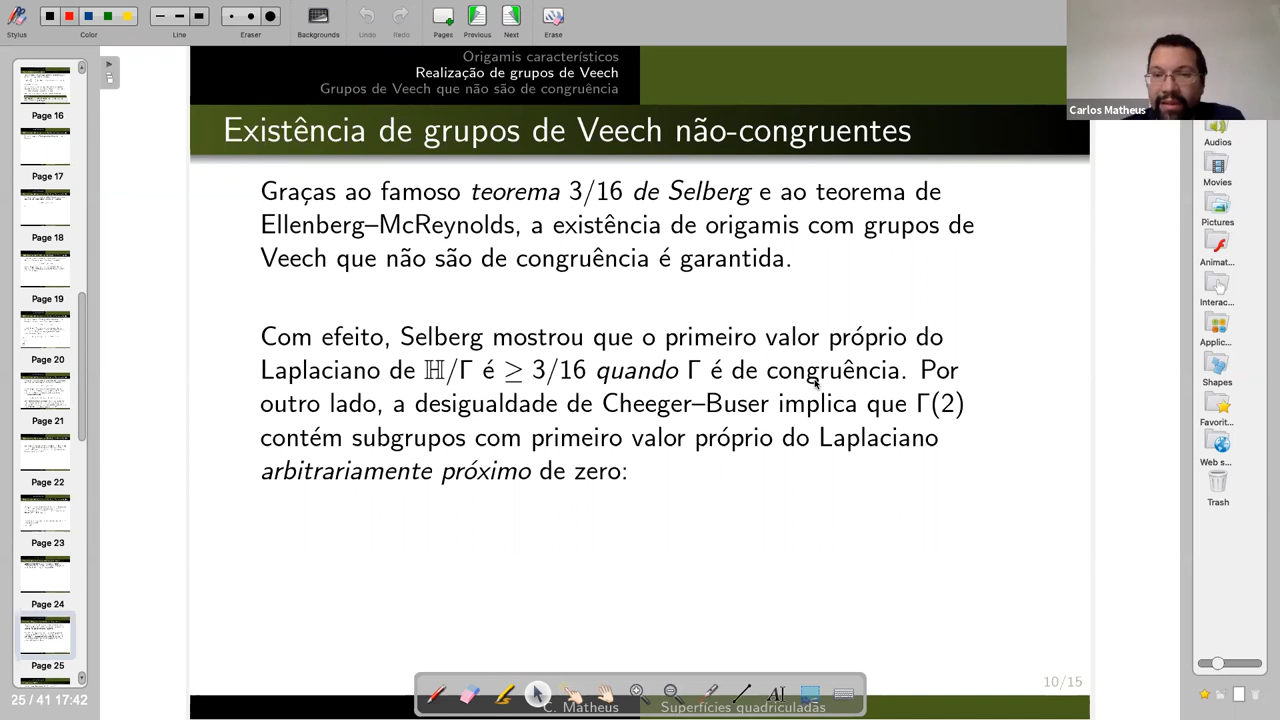 Stylus
Color
Line
Eraser
Backgrounds
Undo
Redo
Pages
Previous
Next
Erase
Carlos Matheus
Origamis característicos
Realização de grupos de Veech
Grupos de Veech que não são de congruência
Existência de grupos de Veech não-congruentes
Graças ao famoso teorema 3/16 de Selberg e ao teorema de
Ellenberg–McReynolds, a existência de origamis com grupos de
Veech que não são de congruência é garantida.
Com efeito, Selberg mostrou que o primeiro valor próprio do
Laplaciano de ℍ/Γ é ≥ 3/16 quando Γ é de congruência. Por
outro lado, a desigualdade de Cheeger–Buser implica que Γ(2)
contém subgrupos com primeiro valor próprio do Laplaciano
arbitrariamente próximo de zero:
10/15
C. Matheus
Superfícies quadriculadas
Page 16
Page 17
Page 18
Page 19
Page 20
Page 21
Page 22
Page 23
Page 24
Page 25
25 / 41 17:42
Audios
Movies
Pictures
Animat...
Interac...
Applic...
Shapes
Favorit...
Web s...
Trash